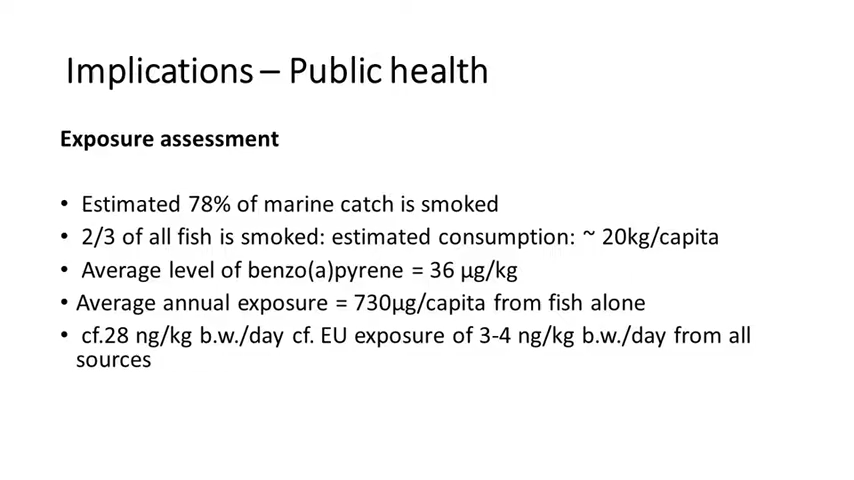 Implications – Public health
Exposure assessment
• Estimated 78% of marine catch is smoked
• 2/3 of all fish is smoked: estimated consumption: ~ 20kg/capita
• Average level of benzo(a)pyrene = 36 µg/kg
• Average annual exposure = 730µg/capita from fish alone
• cf.28 ng/kg b.w./day cf. EU exposure of 3-4 ng/kg b.w./day from all
sources